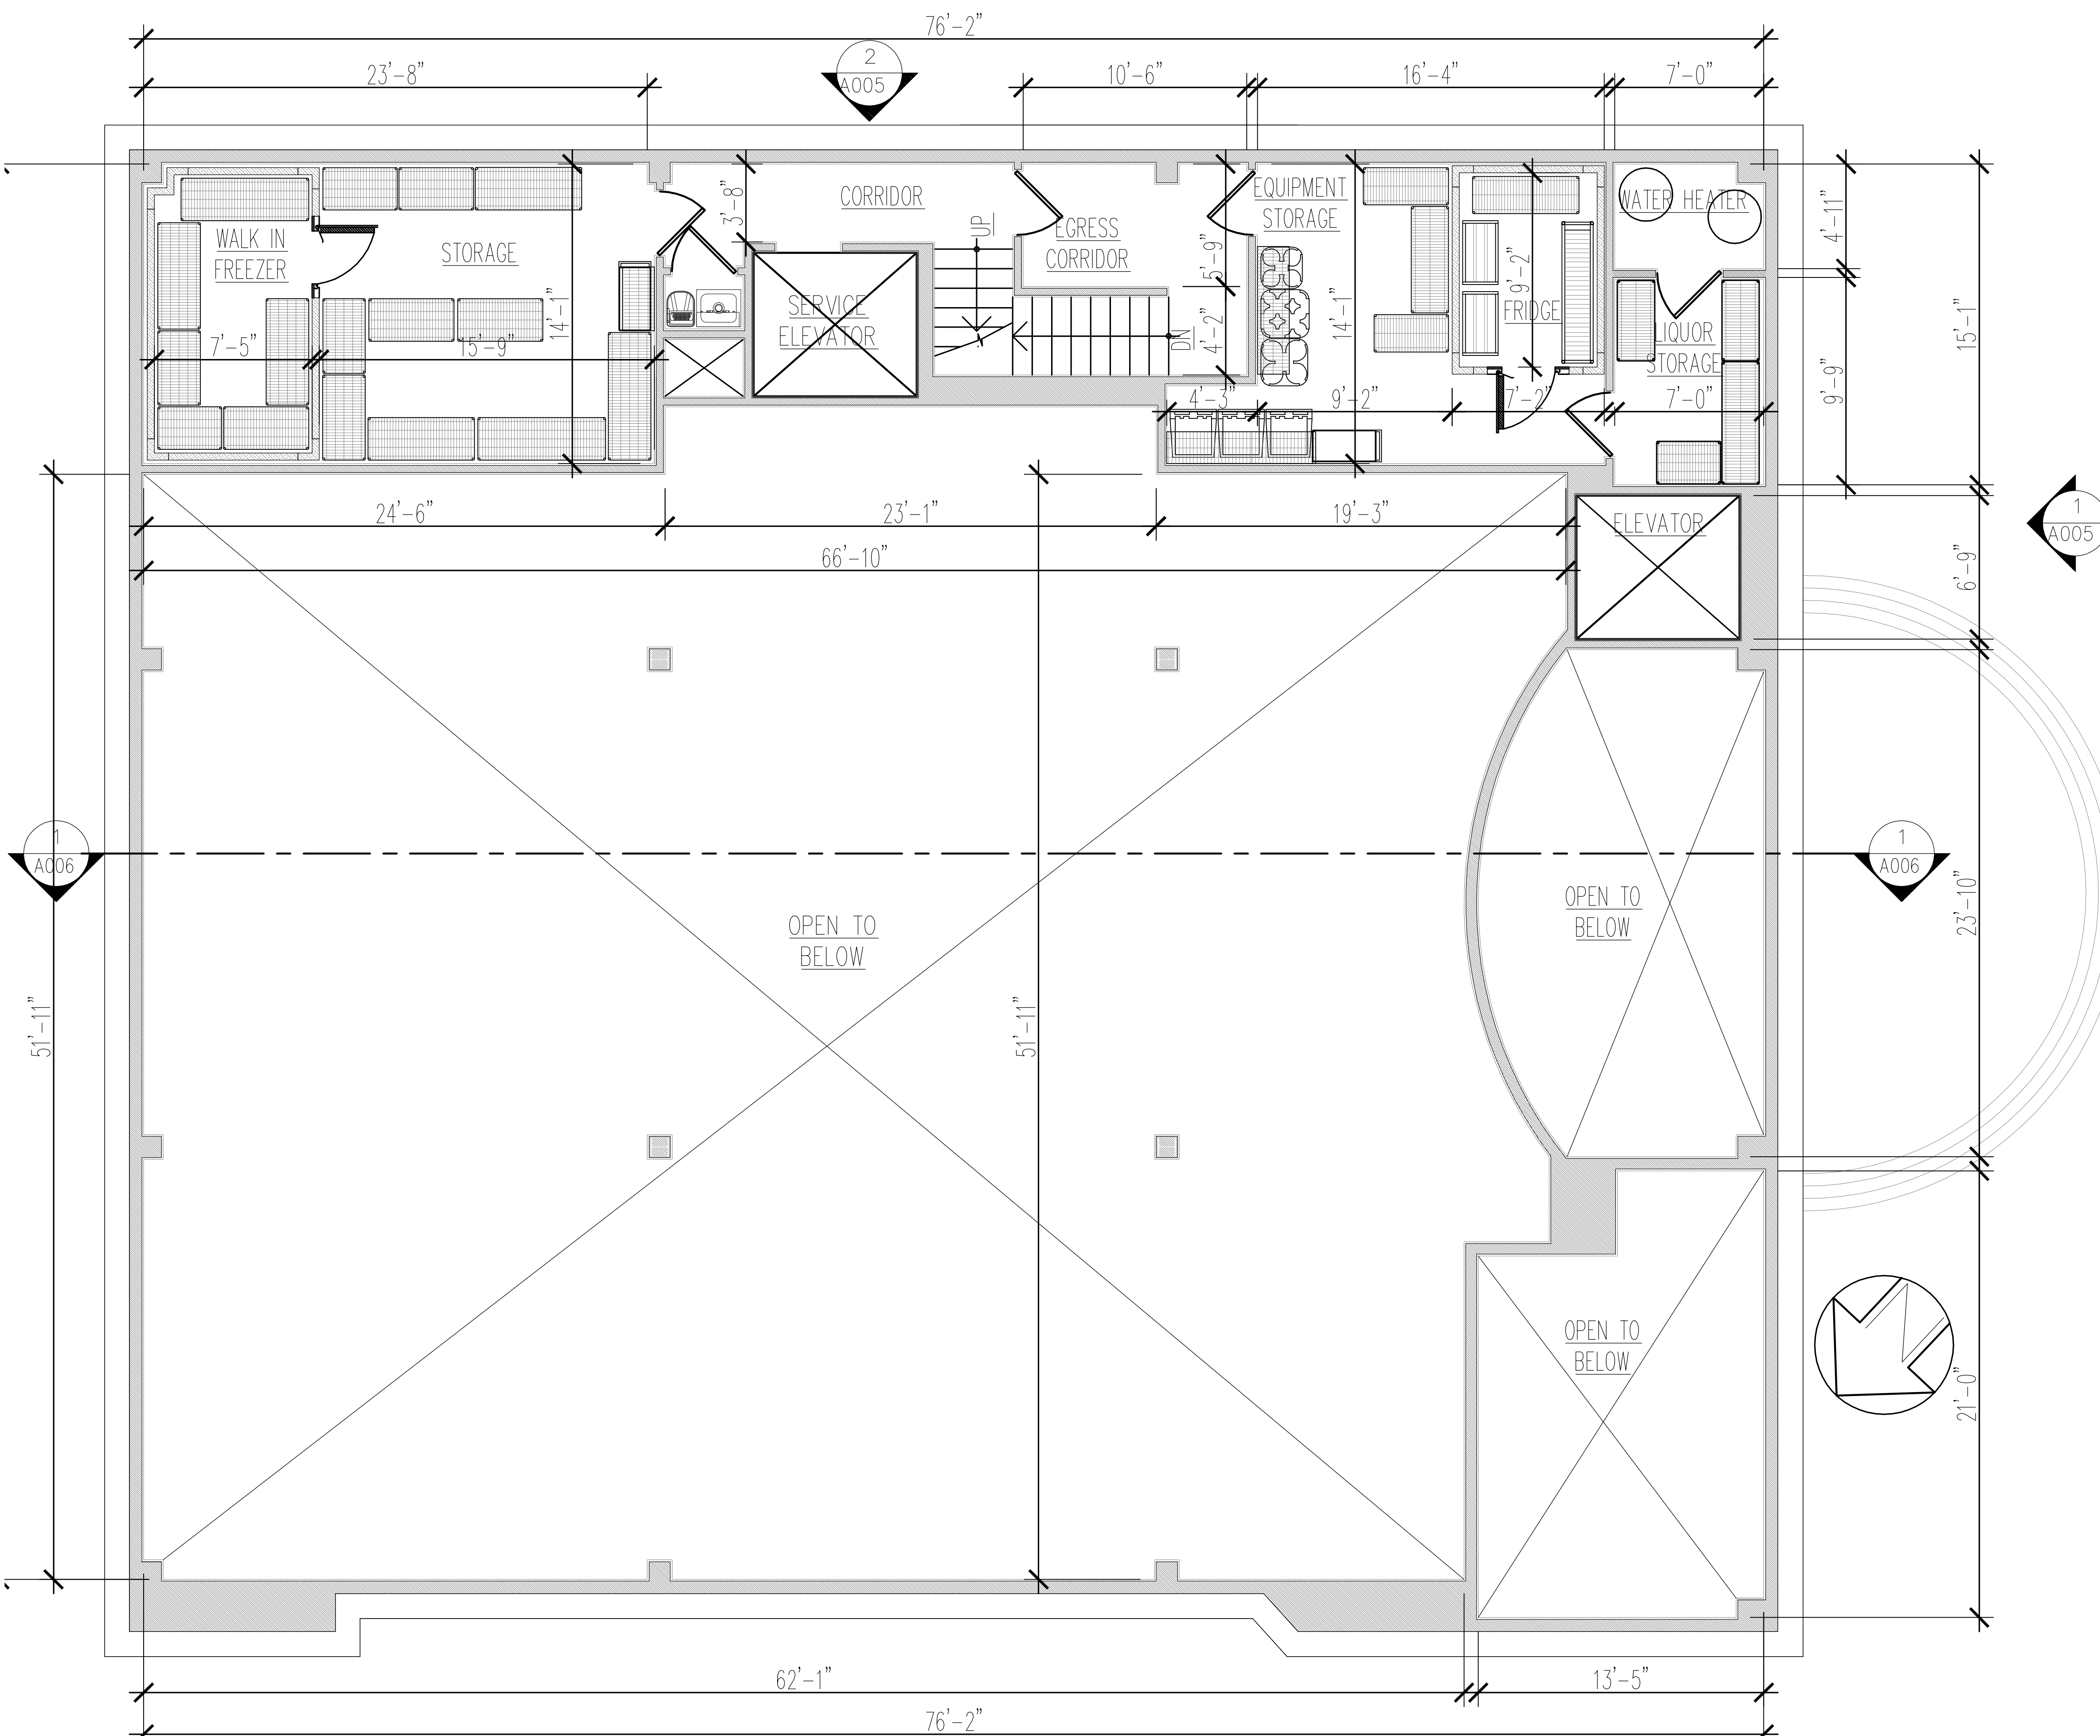 76'-2"
23'-8"
2
A005
10'-6"
16'-4"
7'-0"
WALK IN
FREEZER
STORAGE
14'-1"
7'-5"
15'-9"
3'-8"
CORRIDOR
SERVICE
ELEVATOR
UP
EGRESS
CORRIDOR
5'-9"
4'-2"
DN
EQUIPMENT
STORAGE
14'-1"
9'-2"
FRIDGE
WATER HEATER
LIQUOR
STORAGE
4'-3"
9'-2"
7'-2"
7'-0"
4'-11"
9'-9"
15'-1"
24'-6"
23'-1"
19'-3"
66'-10"
ELEVATOR
1
A005
6'-9"
1
A006
1
A006
OPEN TO
BELOW
OPEN TO
BELOW
23'-10"
51'-11"
51'-11"
OPEN TO
BELOW
21'-0"
62'-1"
13'-5"
76'-2"